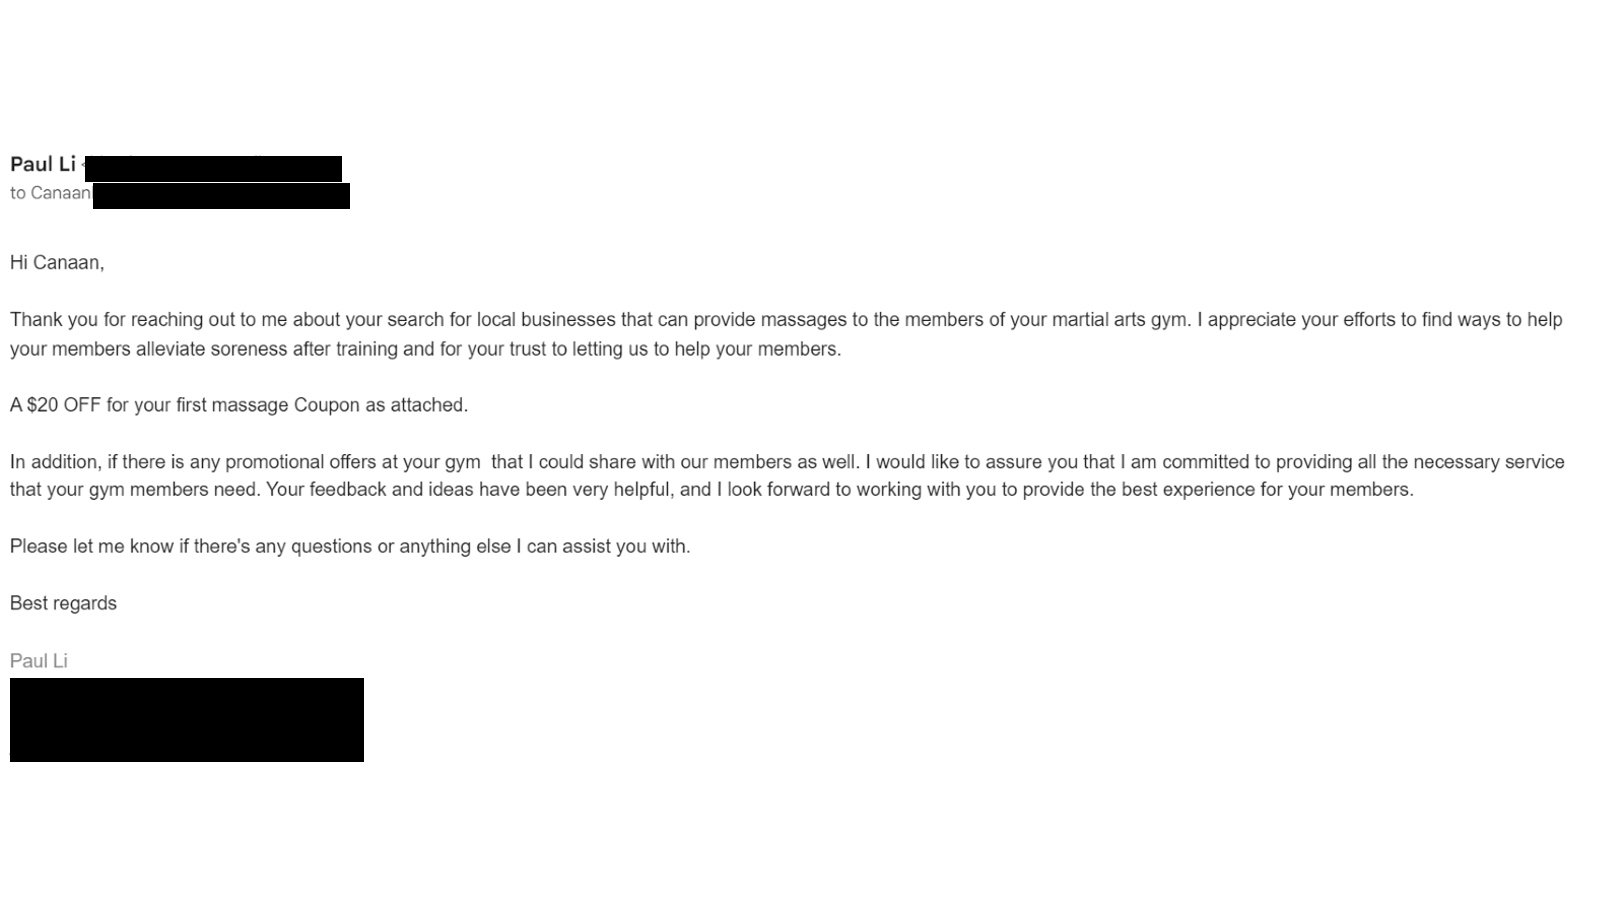 Paul Li
to Canaan
Hi Canaan,
Thank you for reaching out to me about your search for local businesses that can provide massages to the members of your martial arts gym. I appreciate your efforts to find ways to help
your members alleviate soreness after training and for your trust to letting us to help your members.
A $20 OFF for your first massage Coupon as attached.
In addition, if there is any promotional offers at your gym  that I could share with our members as well. I would like to assure you that I am committed to providing all the necessary service
that your gym members need. Your feedback and ideas have been very helpful, and I look forward to working with you to provide the best experience for your members.
Please let me know if there's any questions or anything else I can assist you with.
Best regards
Paul Li